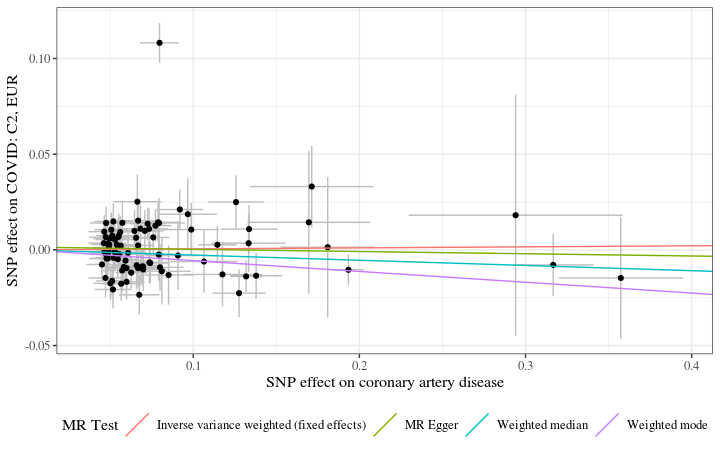 SNP effect on COVID: C2, EUR
0.10
0.05
0.00
-0.05
0.1 0.2 0.3 0.4
SNP effect on coronary artery disease
MR Test Inverse variance weighted (fixed effects) MR Egger Weighted median Weighted mode